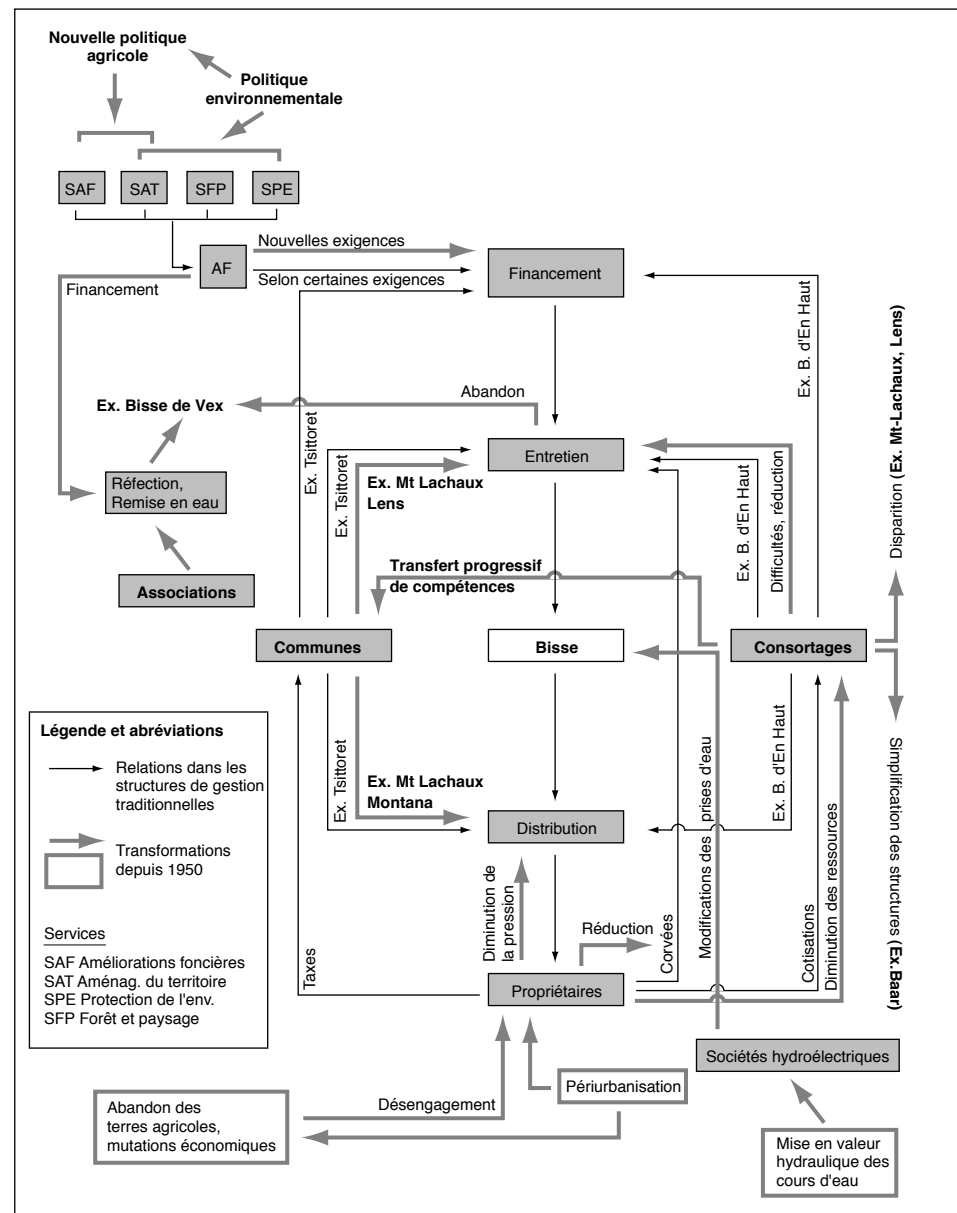 Nouvelle politique
agricole
Politique
environnementale
SAF
SAT
SFP
SPE
AF
Nouvelles exigences
Selon certaines exigences
Financement
Financement
Ex. Tsittoret
Ex. B. d'En Haut
Disparition (Ex. Mt-Lachaux, Lens)
Abandon
Ex. Bisse de Vex
Entretien
Réfection,
Remise en eau
Ex. Tsittoret
Ex. Mt Lachaux
Lens
Ex. B. d'En Haut
Difficultés, réduction
Associations
Transfert progressif
de compétences
Communes
Bisse
Consortages
Légende et abréviations
Relations dans les
structures de gestion
traditionnelles
Transformations
depuis 1950
Services
SAF Améliorations foncières
SAT Aménag. du territoire
SPE Protection de l'env.
SFP Forêt et paysage
Ex. Tsittoret
Ex. Mt Lachaux
Montana
Distribution
Ex. B. d'En Haut
Modifications des prises d'eau
Simplification des structures (Ex.Baar)
Diminution de
la pression
Réduction
Corvées
Cotisations
Diminution des ressources
Taxes
Propriétaires
Sociétés hydroélectriques
Périurbanisation
Désengagement
Abandon des
terres agricoles,
mutations économiques
Mise en valeur
hydraulique des
cours d'eau